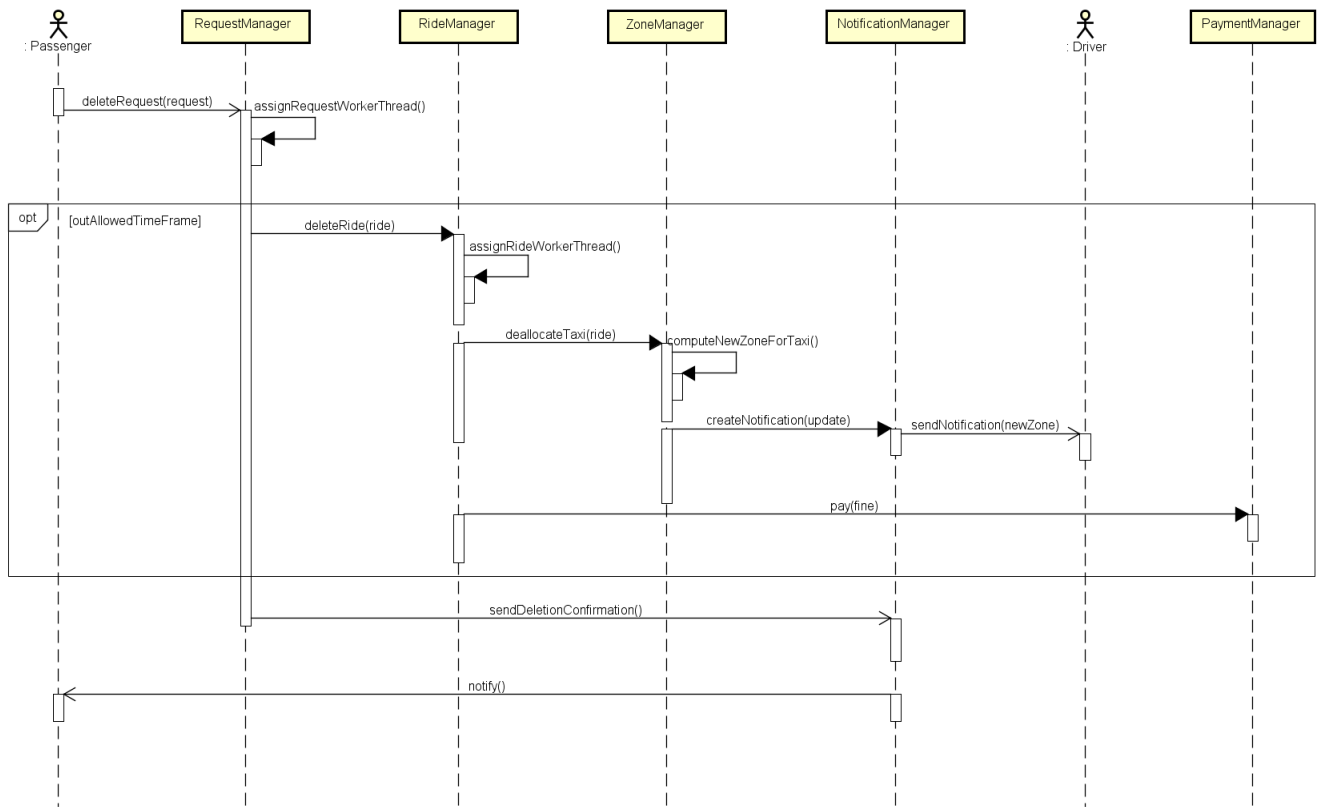 : Passenger
RequestManager
RideManager
ZoneManager
NotificationManager
: Driver
PaymentManager
deleteRequest(request)
assignRequestWorkerThread()
opt
[outAllowedTimeFrame]
deleteRide(ride)
assignRideWorkerThread()
deallocateTaxi(ride)
computeNewZoneForTaxi()
createNotification(update)
sendNotification(newZone)
pay(fine)
sendDeletionConfirmation()
notify()